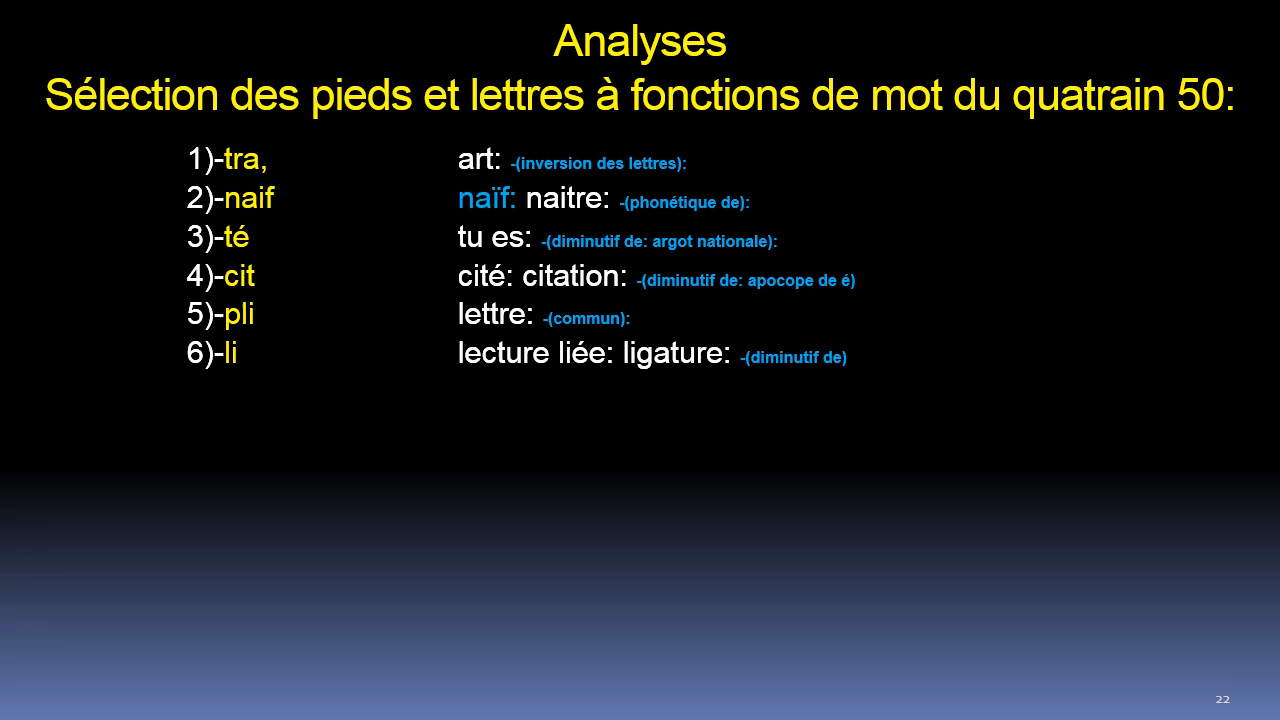 Analyses
Sélection des pieds et lettres à fonctions de mot du quatrain 50:
1)-tra, art: -(inversion des lettres):
2)-naif naïf: naitre: -(phonétique de):
3)-té tu es: -(diminutif de: argot nationale):
4)-cit cité: citation: -(diminutif de: apocope de é)
5)-pli lettre: -(commun):
6)-li lecture liée: ligature: -(diminutif de)
22